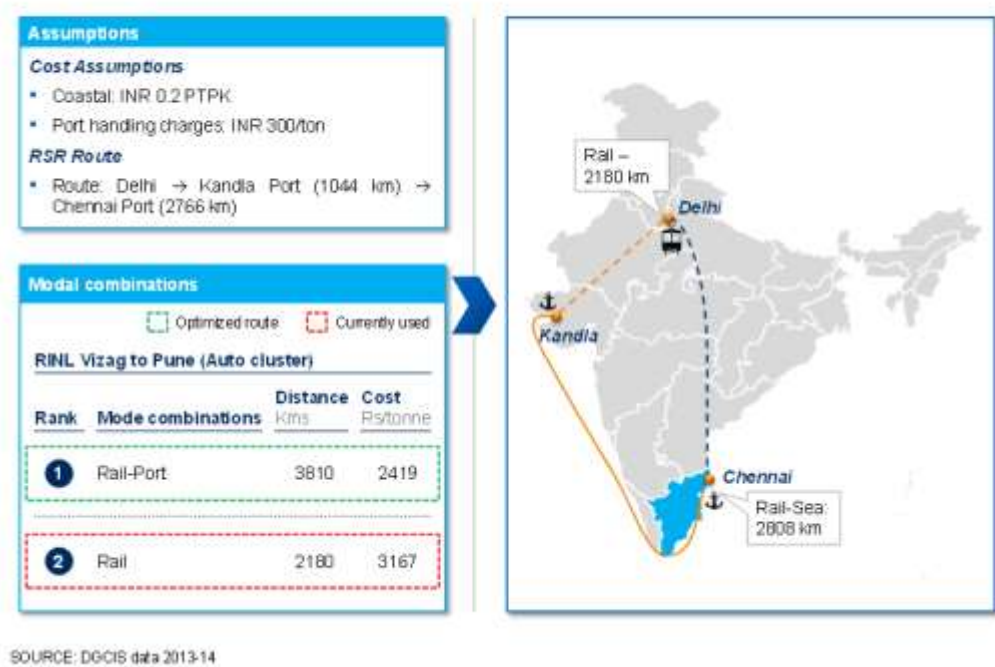 Assumptions
Cost Assumptions
▪ Coastal: INR 0.2 PTPK
▪ Port handling charges: INR 300/ton
RSR Route
▪ Route: Delhi → Kandla Port (1044 km) →
Chennai Port (2766 km)
Modal combinations
Optimized route Currently used
RINL Vizag to Pune (Auto cluster)
Rank Mode combinations Distance Kms Cost Rs/tonne
1 Rail-Port 3810 2419
2 Rail 2180 3167
Rail –
2180 km
Delhi
Kandla
Chennai
Rail-Sea:
2808 km
SOURCE: DGCIS data 2013-14